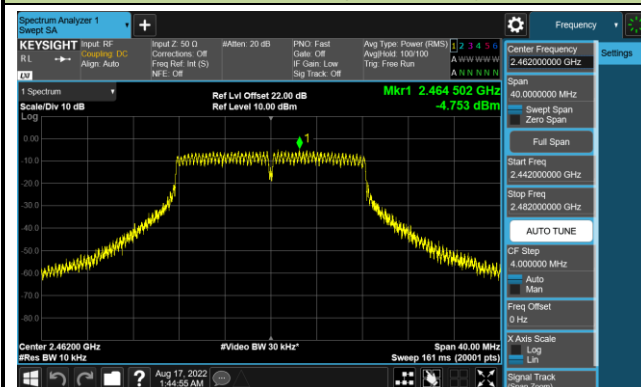 Spectrum Analyzer 1
Swept SA
Frequency
KEYSIGHT
RL
Input: RF
Coupling: DC
Align: Auto
Input Z: 50 Ω
Corrections: Off
Freq Ref: Int (S)
NFE: Off
#Atten: 20 dB
PNO: Fast
Gate: Off
IF Gain: Low
Sig Track: Off
Avg Type: Power (RMS)
Avg|Hold: 100/100
Trig: Free Run
1 2 3 4 5 6
A W W W W W
A N N N N N
1 Spectrum
Scale/Div 10 dB
Log
Ref Lvl Offset 22.00 dB
Ref Level 10.00 dBm
Mkr1 2.464 502 GHz
-4.753 dBm
1
0.00
-10.0
-20.0
-30.0
-40.0
-50.0
-60.0
-70.0
-80.0
Center 2.46200 GHz
#Res BW 10 kHz
#Video BW 30 kHz*
Span 40.00 MHz
Sweep 161 ms (20001 pts)
Aug 17, 2022
1:44:55 AM
Center Frequency
2.462000000 GHz
Settings
Span
40.0000000 MHz
Swept Span
Zero Span
Full Span
Start Freq
2.442000000 GHz
Stop Freq
2.482000000 GHz
AUTO TUNE
CF Step
4.000000 MHz
Auto
Man
Freq Offset
0 Hz
X Axis Scale
Log
Lin
Signal Track
(Span Zoom)